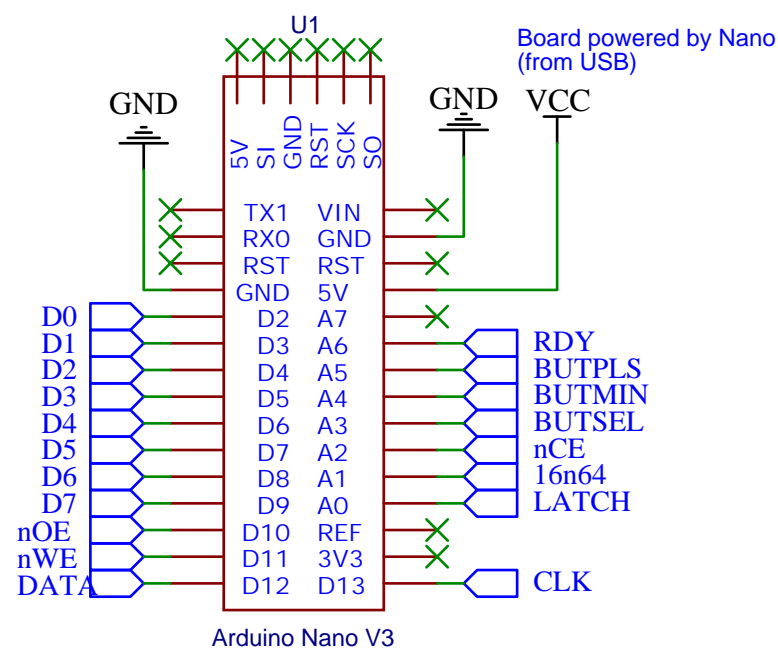 U1
Board powered by Nano
(from USB)
GND
GND
VCC
5V SI GND RST SCK SO
TX1 VIN
RX0 GND
RST RST
GND 5V
D0 D2 A7
D1 D3 A6 RDY
D2 D4 A5 BUTPLS
D3 D5 A4 BUTMIN
D4 D6 A3 BUTSEL
D5 D7 A2 nCE
D6 D8 A1 16n64
D7 D9 A0 LATCH
nOE D10 REF
nWE D11 3V3
DATA D12 D13 CLK
Arduino Nano V3